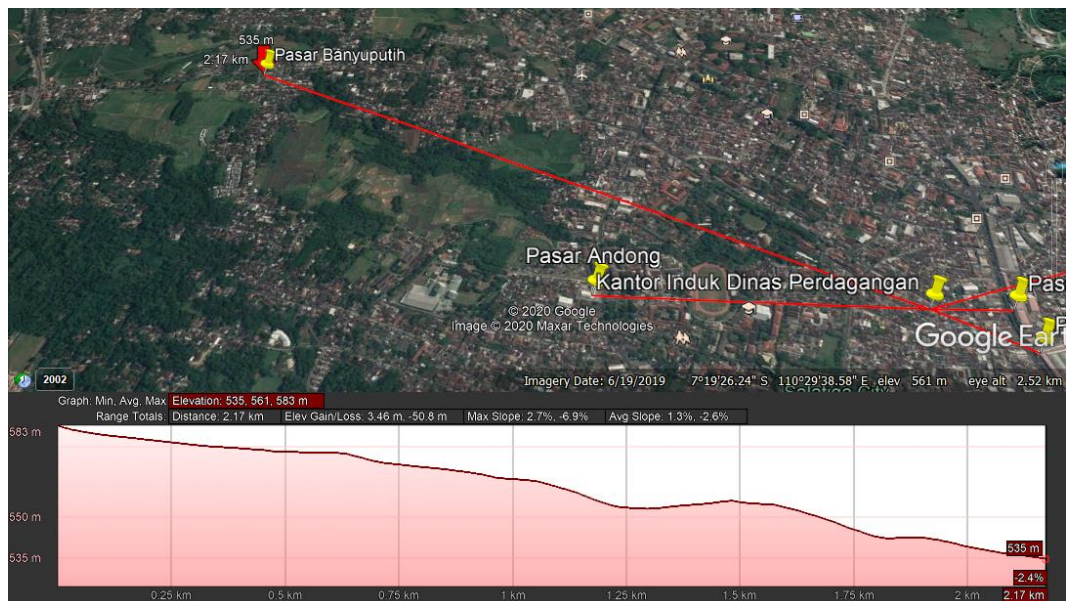 535 m
2.17 km
Pasar Banyuputih
Pasar Andong
Kantor Induk Dinas Perdagangan
Pas
P
© 2020 Google
Image © 2020 Maxar Technologies
Google Eart
Salatiga City
2002
Imagery Date: 6/19/2019 7°19'26.24" S 110°29'38.58" E elev 561 m eye alt 2.52 km
Graph: Min, Avg, Max Elevation: 535, 561, 583 m
Range Totals: Distance: 2.17 km Elev Gain/Loss: 3.46 m, -50.8 m Max Slope: 2.7%, -6.9% Avg Slope: 1.3%, -2.6%
583 m
550 m
535 m
535 m
-2.4%
0.25 km 0.5 km 0.75 km 1 km 1.25 km 1.5 km 1.75 km 2 km 2.17 km